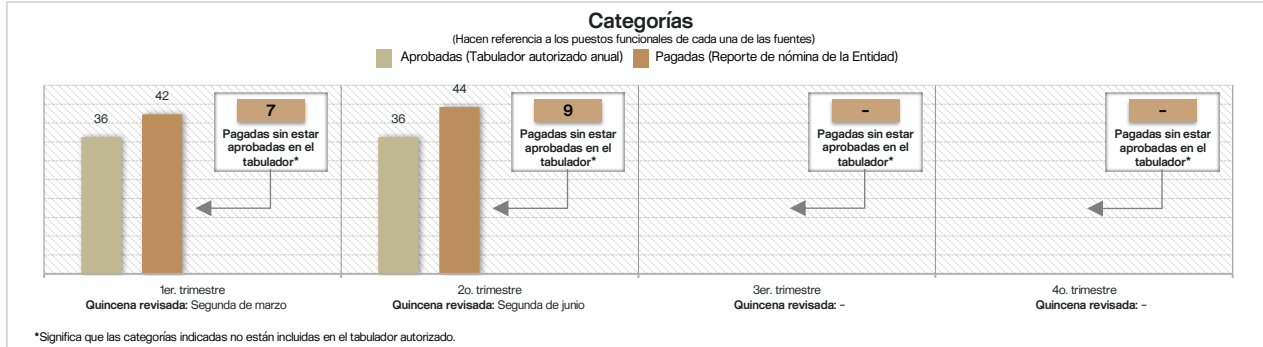 Categorías
(Hacen referencia a los puestos funcionales de cada una de las fuentes)
Aprobadas (Tabulador autorizado anual)
Pagadas (Reporte de nómina de la Entidad)
36
42
7
Pagadas sin estar
aprobadas en el
tabulador*
36
44
9
Pagadas sin estar
aprobadas en el
tabulador*
-
Pagadas sin estar
aprobadas en el
tabulador*
-
Pagadas sin estar
aprobadas en el
tabulador*
1er. trimestre
Quincena revisada: Segunda de marzo
2o. trimestre
Quincena revisada: Segunda de junio
3er. trimestre
Quincena revisada: -
4o. trimestre
Quincena revisada: -
*Significa que las categorías indicadas no están incluidas en el tabulador autorizado.